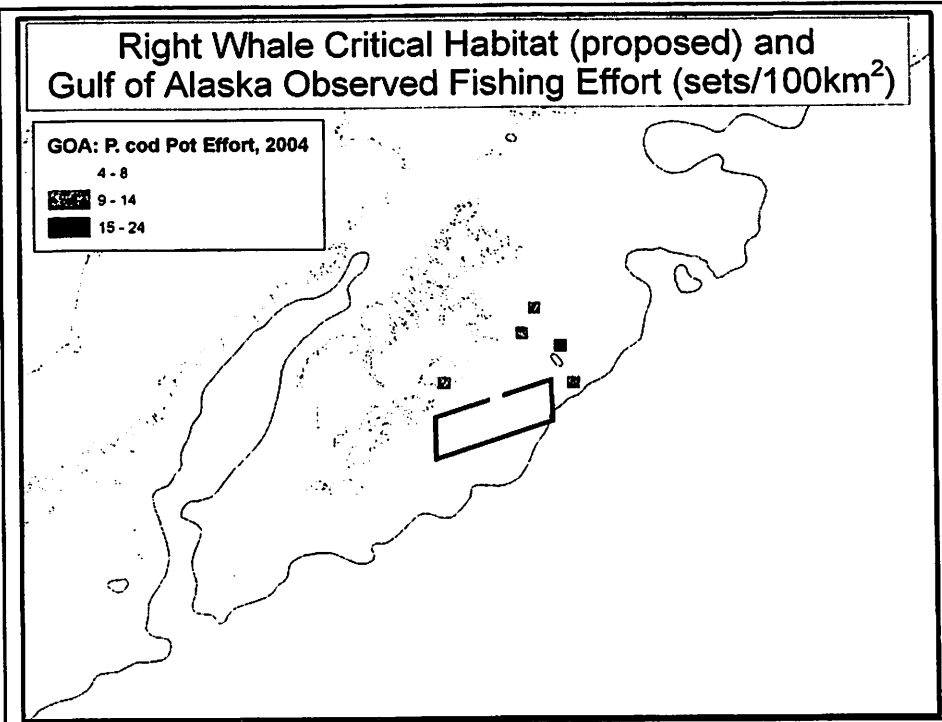 Right Whale Critical Habitat (proposed) and
Gulf of Alaska Observed Fishing Effort (sets/100km²)
GOA: P. cod Pot Effort, 2004
4 - 8
9 - 14
15 - 24